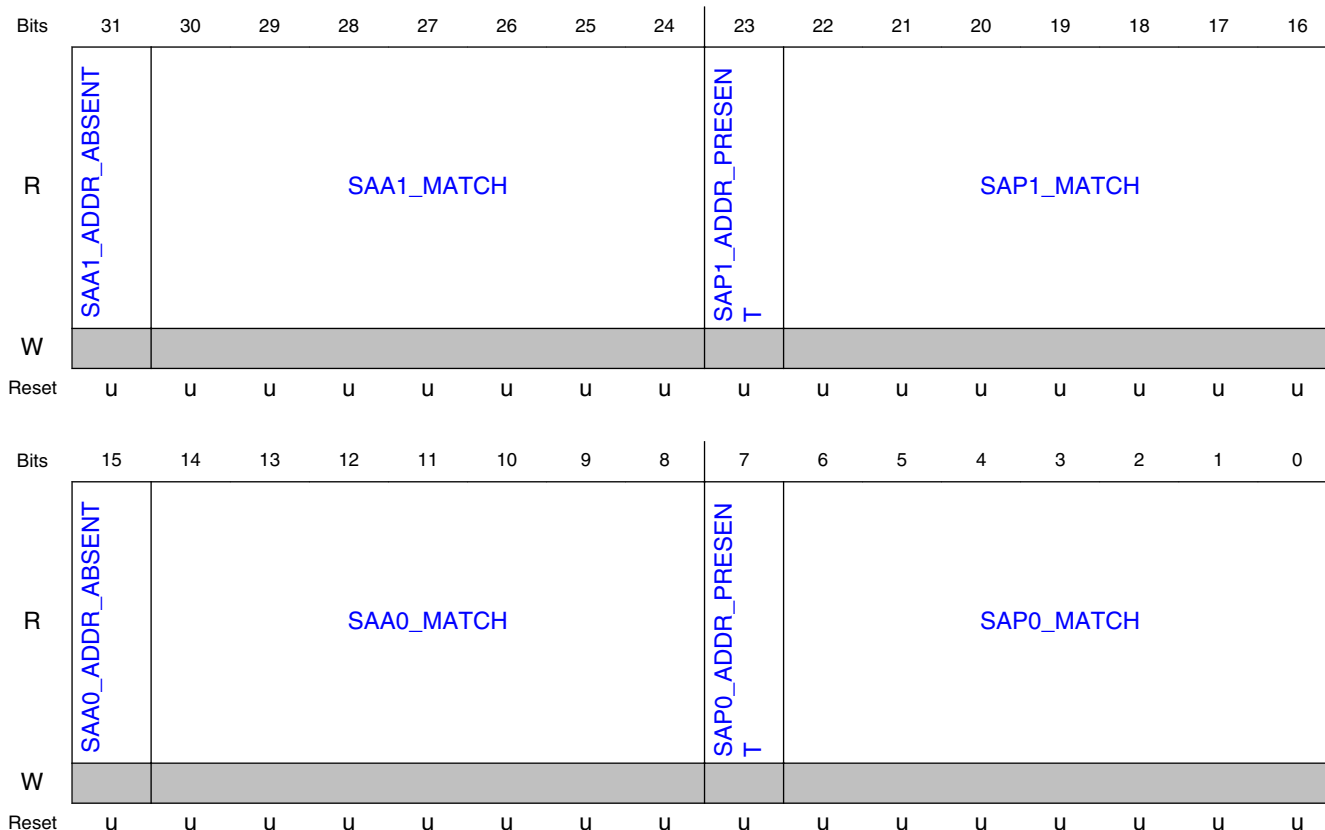 Bits 31 30 29 28 27 26 25 24 23 22 21 20 19 18 17 16
R SAA1_ADDR_ABSENT SAA1_MATCH SAP1_ADDR_PRESEN
T SAP1_MATCH
W
Reset u u u u u u u u u u u u u u u u
Bits 15 14 13 12 11 10 9 8 7 6 5 4 3 2 1 0
R SAA0_ADDR_ABSENT SAA0_MATCH SAP0_ADDR_PRESEN
T SAP0_MATCH
W
Reset u u u u u u u u u u u u u u u u